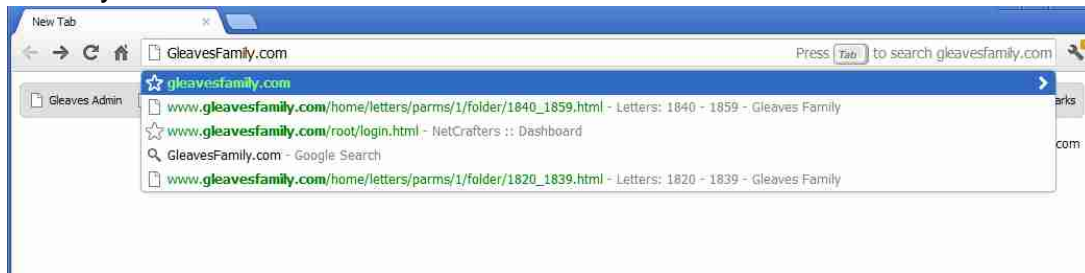 New Tab
GleavesFamily.com Press Tab to search gleavesfamily.com
gleavesfamily.com
Gleaves Admin www.gleavesfamily.com/home/letters/parms/1/folder/1840_1859.html - Letters: 1840 - 1859 - Gleaves Family arks
www.gleavesfamily.com/root/login.html - NetCrafters :: Dashboard com
GleavesFamily.com - Google Search
www.gleavesfamily.com/home/letters/parms/1/folder/1820_1839.html - Letters: 1820 - 1839 - Gleaves Family